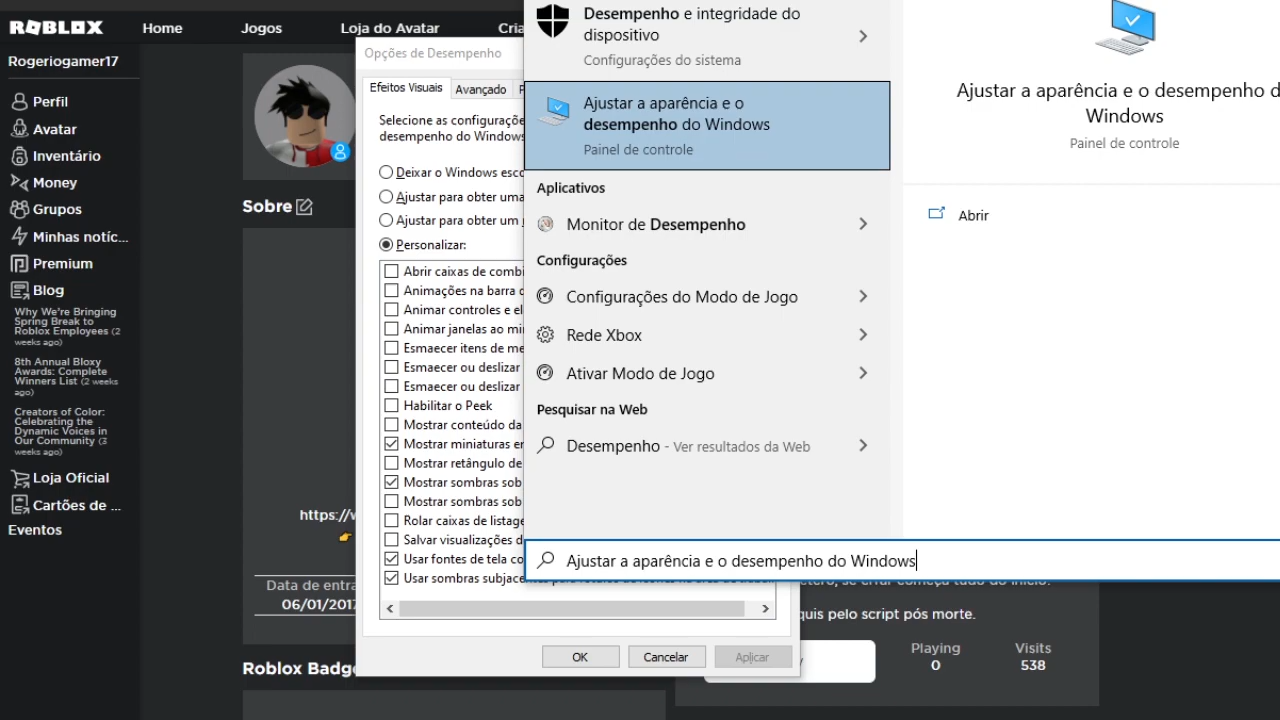 ROBLOX
Home
Jogos
Loja do Avatar
Cria
Rogeriogamer17
Perfil
Avatar
Inventário
Money
Grupos
Minhas notíc...
Premium
Blog
Why We're Bringing
Spring Break to
Roblox Employees (2
weeks ago)
8th Annual Bloxy
Awards: Complete
Winners List (2 weeks
ago)
Creators of Color:
Celebrating the
Dynamic Voices in
Our Community (3
weeks ago)
Loja Oficial
Cartões de ...
Eventos
Sobre
https://w
Data de entra
06/01/2017
Roblox Badge
Opções de Desempenho
Efeitos Visuais
Avançado
Selecione as configuraçõe
desempenho do Windows
Deixar o Windows esco
Ajustar para obter uma
Ajustar para obter um
Personalizar:
Abrir caixas de combi
Animações na barra d
Animar controles e el
Animar janelas ao mi
Esmaecer itens de me
Esmaecer ou deslizar
Esmaecer ou deslizar
Habilitar o Peek
Mostrar conteúdo da
Mostrar miniaturas em
Mostrar retângulo de
Mostrar sombras sob
Mostrar sombras sob
Rolar caixas de listage
Salvar visualizações d
Usar fontes de tela co
Usar sombras subjacentes
OK
Cancelar
Aplicar
Desempenho e integridade do
dispositivo
Configurações do sistema
Ajustar a aparência e o
desempenho do Windows
Painel de controle
Aplicativos
Monitor de Desempenho
Configurações
Configurações do Modo de Jogo
Rede Xbox
Ativar Modo de Jogo
Pesquisar na Web
Desempenho - Ver resultados da Web
Ajustar a aparência e o desempenho do Windows
Ajustar a aparência e o desempenho d
Windows
Painel de controle
Abrir
se errar começa tudo do início.
quis pelo script pós morte.
Playing
0
Visits
538